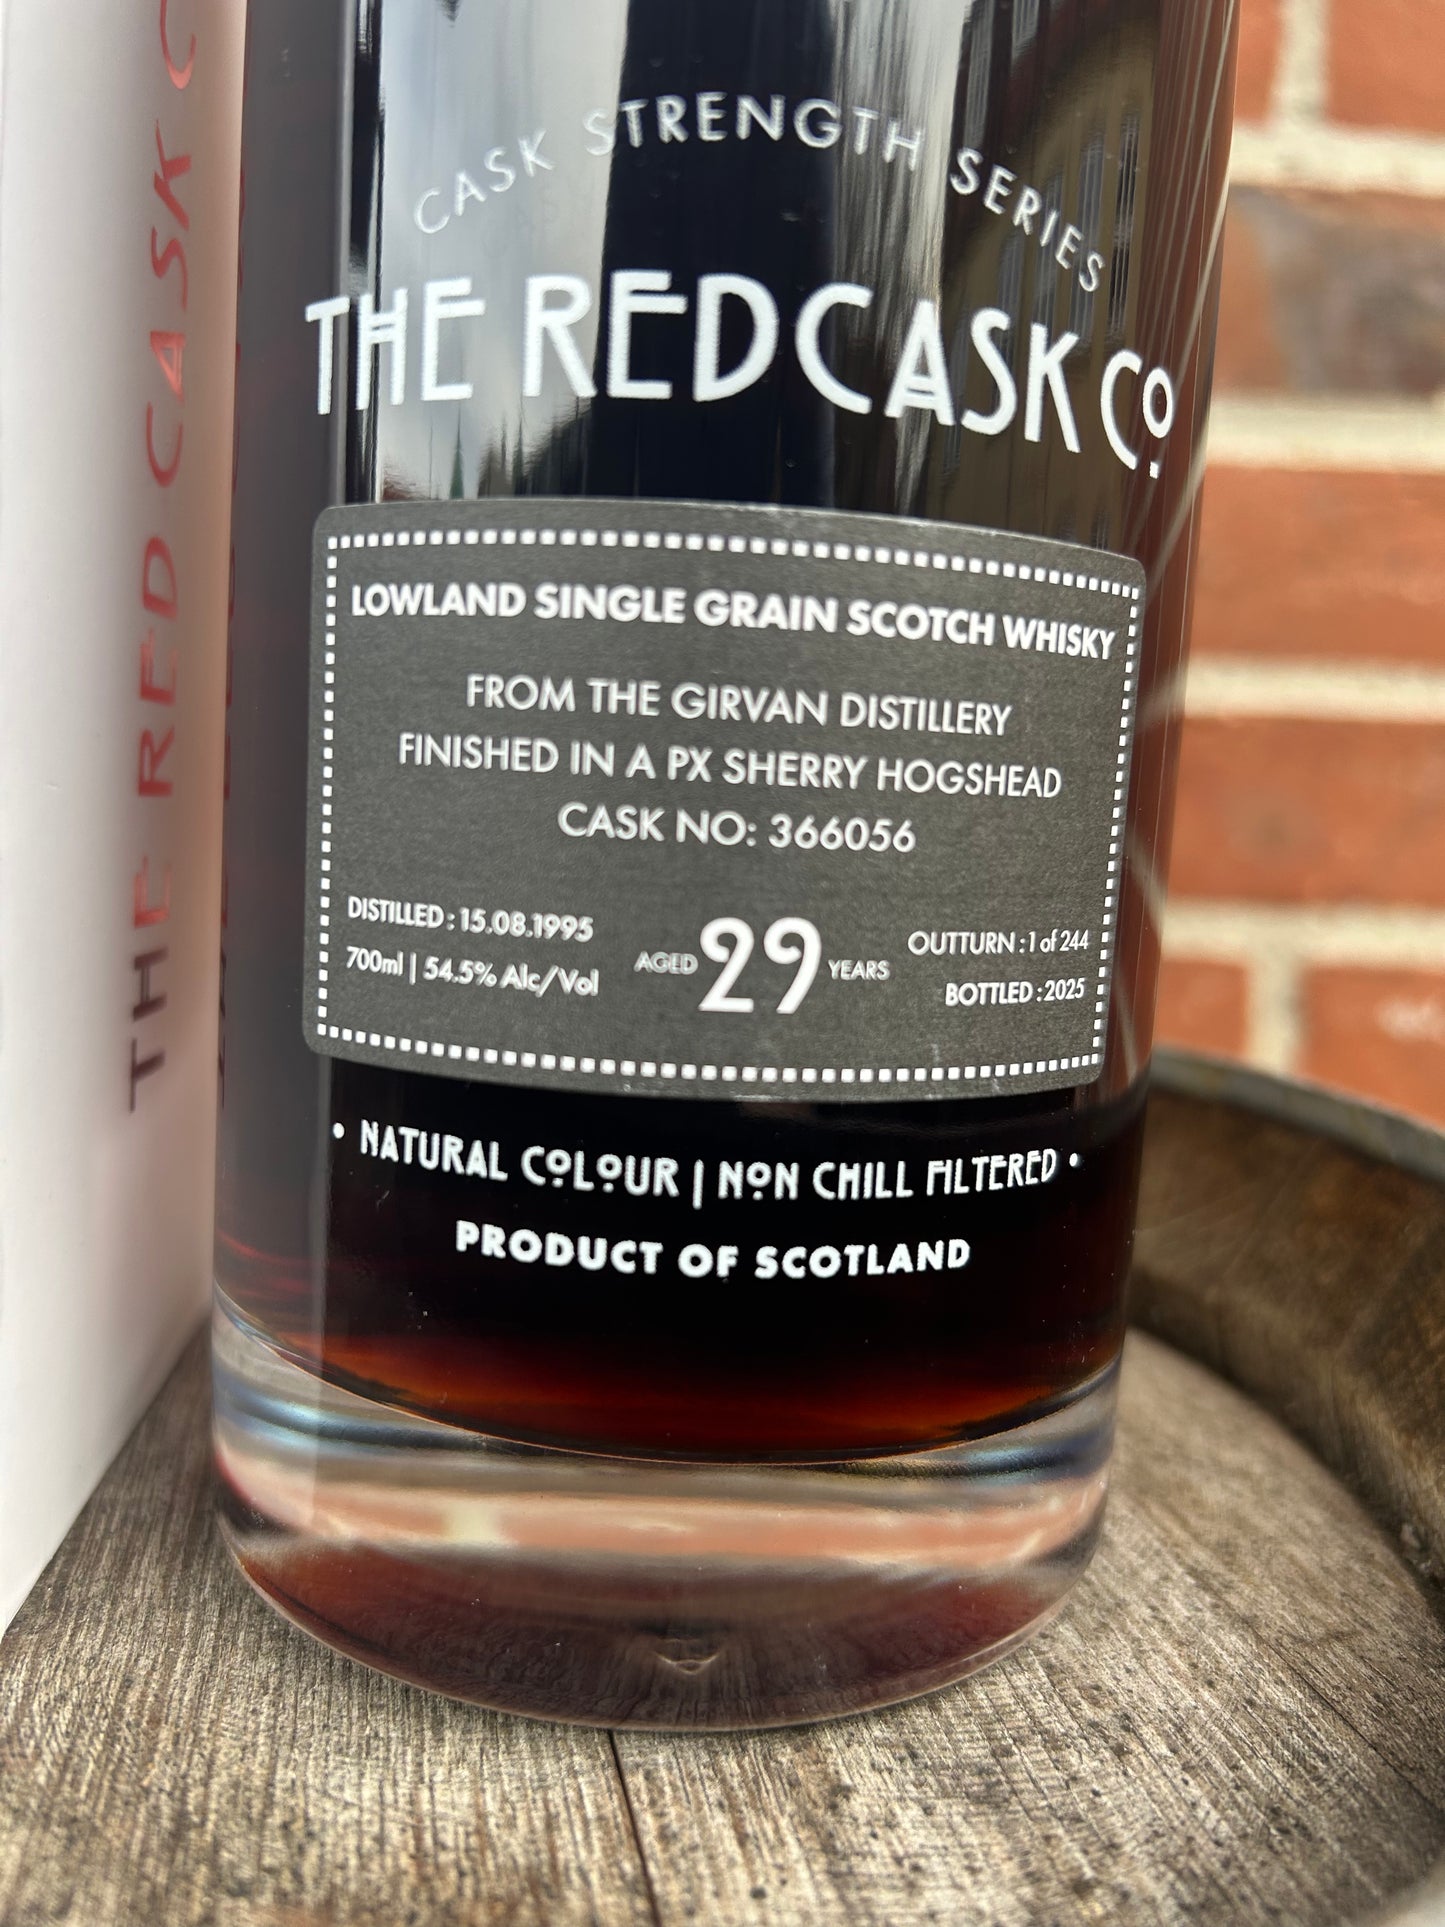 THE RED CASK C
CASK STRENGTH SERIES
THE REDCASK Co.
LOWLAND SINGLE GRAIN SCOTCH WHISKY
FROM THE GIRVAN DISTILLERY
FINISHED IN A PX SHERRY HOGSHEAD
CASK NO: 366056
DISTILLED : 15.08.1995
700ml | 54.5% Alc/Vol
AGED 29 YEARS
OUTTURN : 1 of 244
BOTTLED : 2025
• NATURAL COLOUR | NON CHILL FILTERED •
PRODUCT OF SCOTLAND